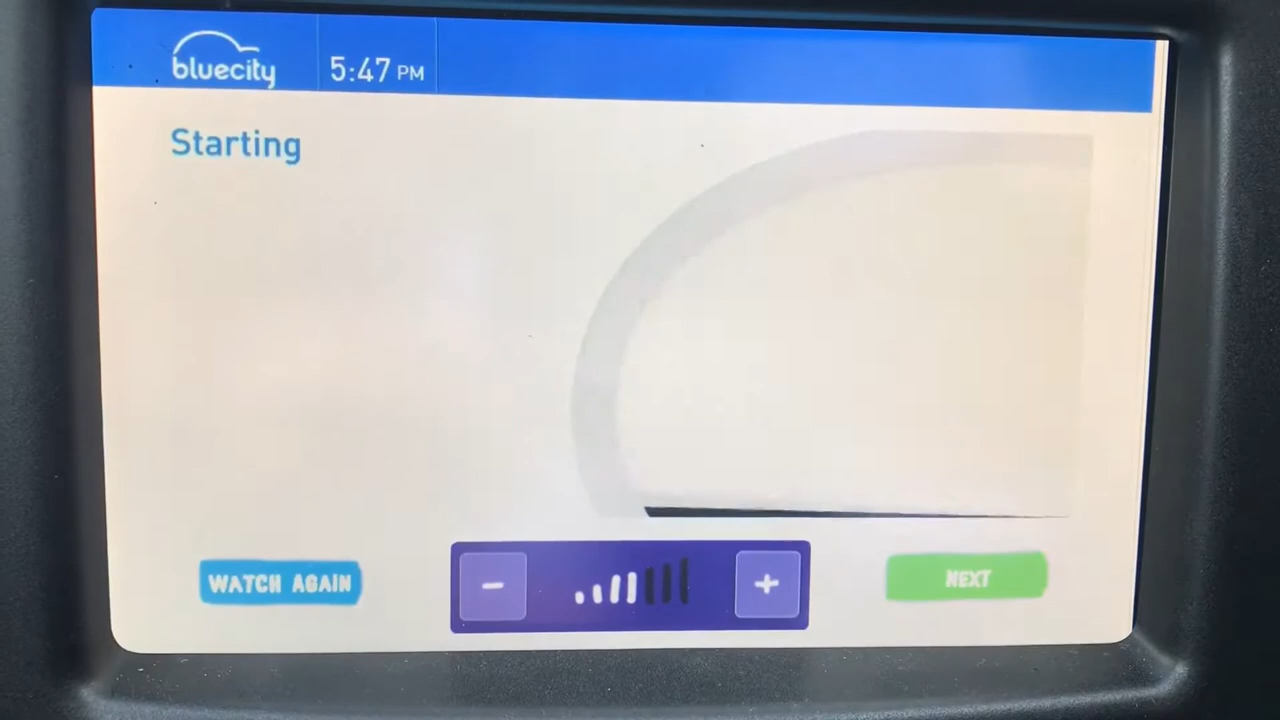 bluecity
5:47 PM
Starting
WATCH AGAIN
-
+
NEXT